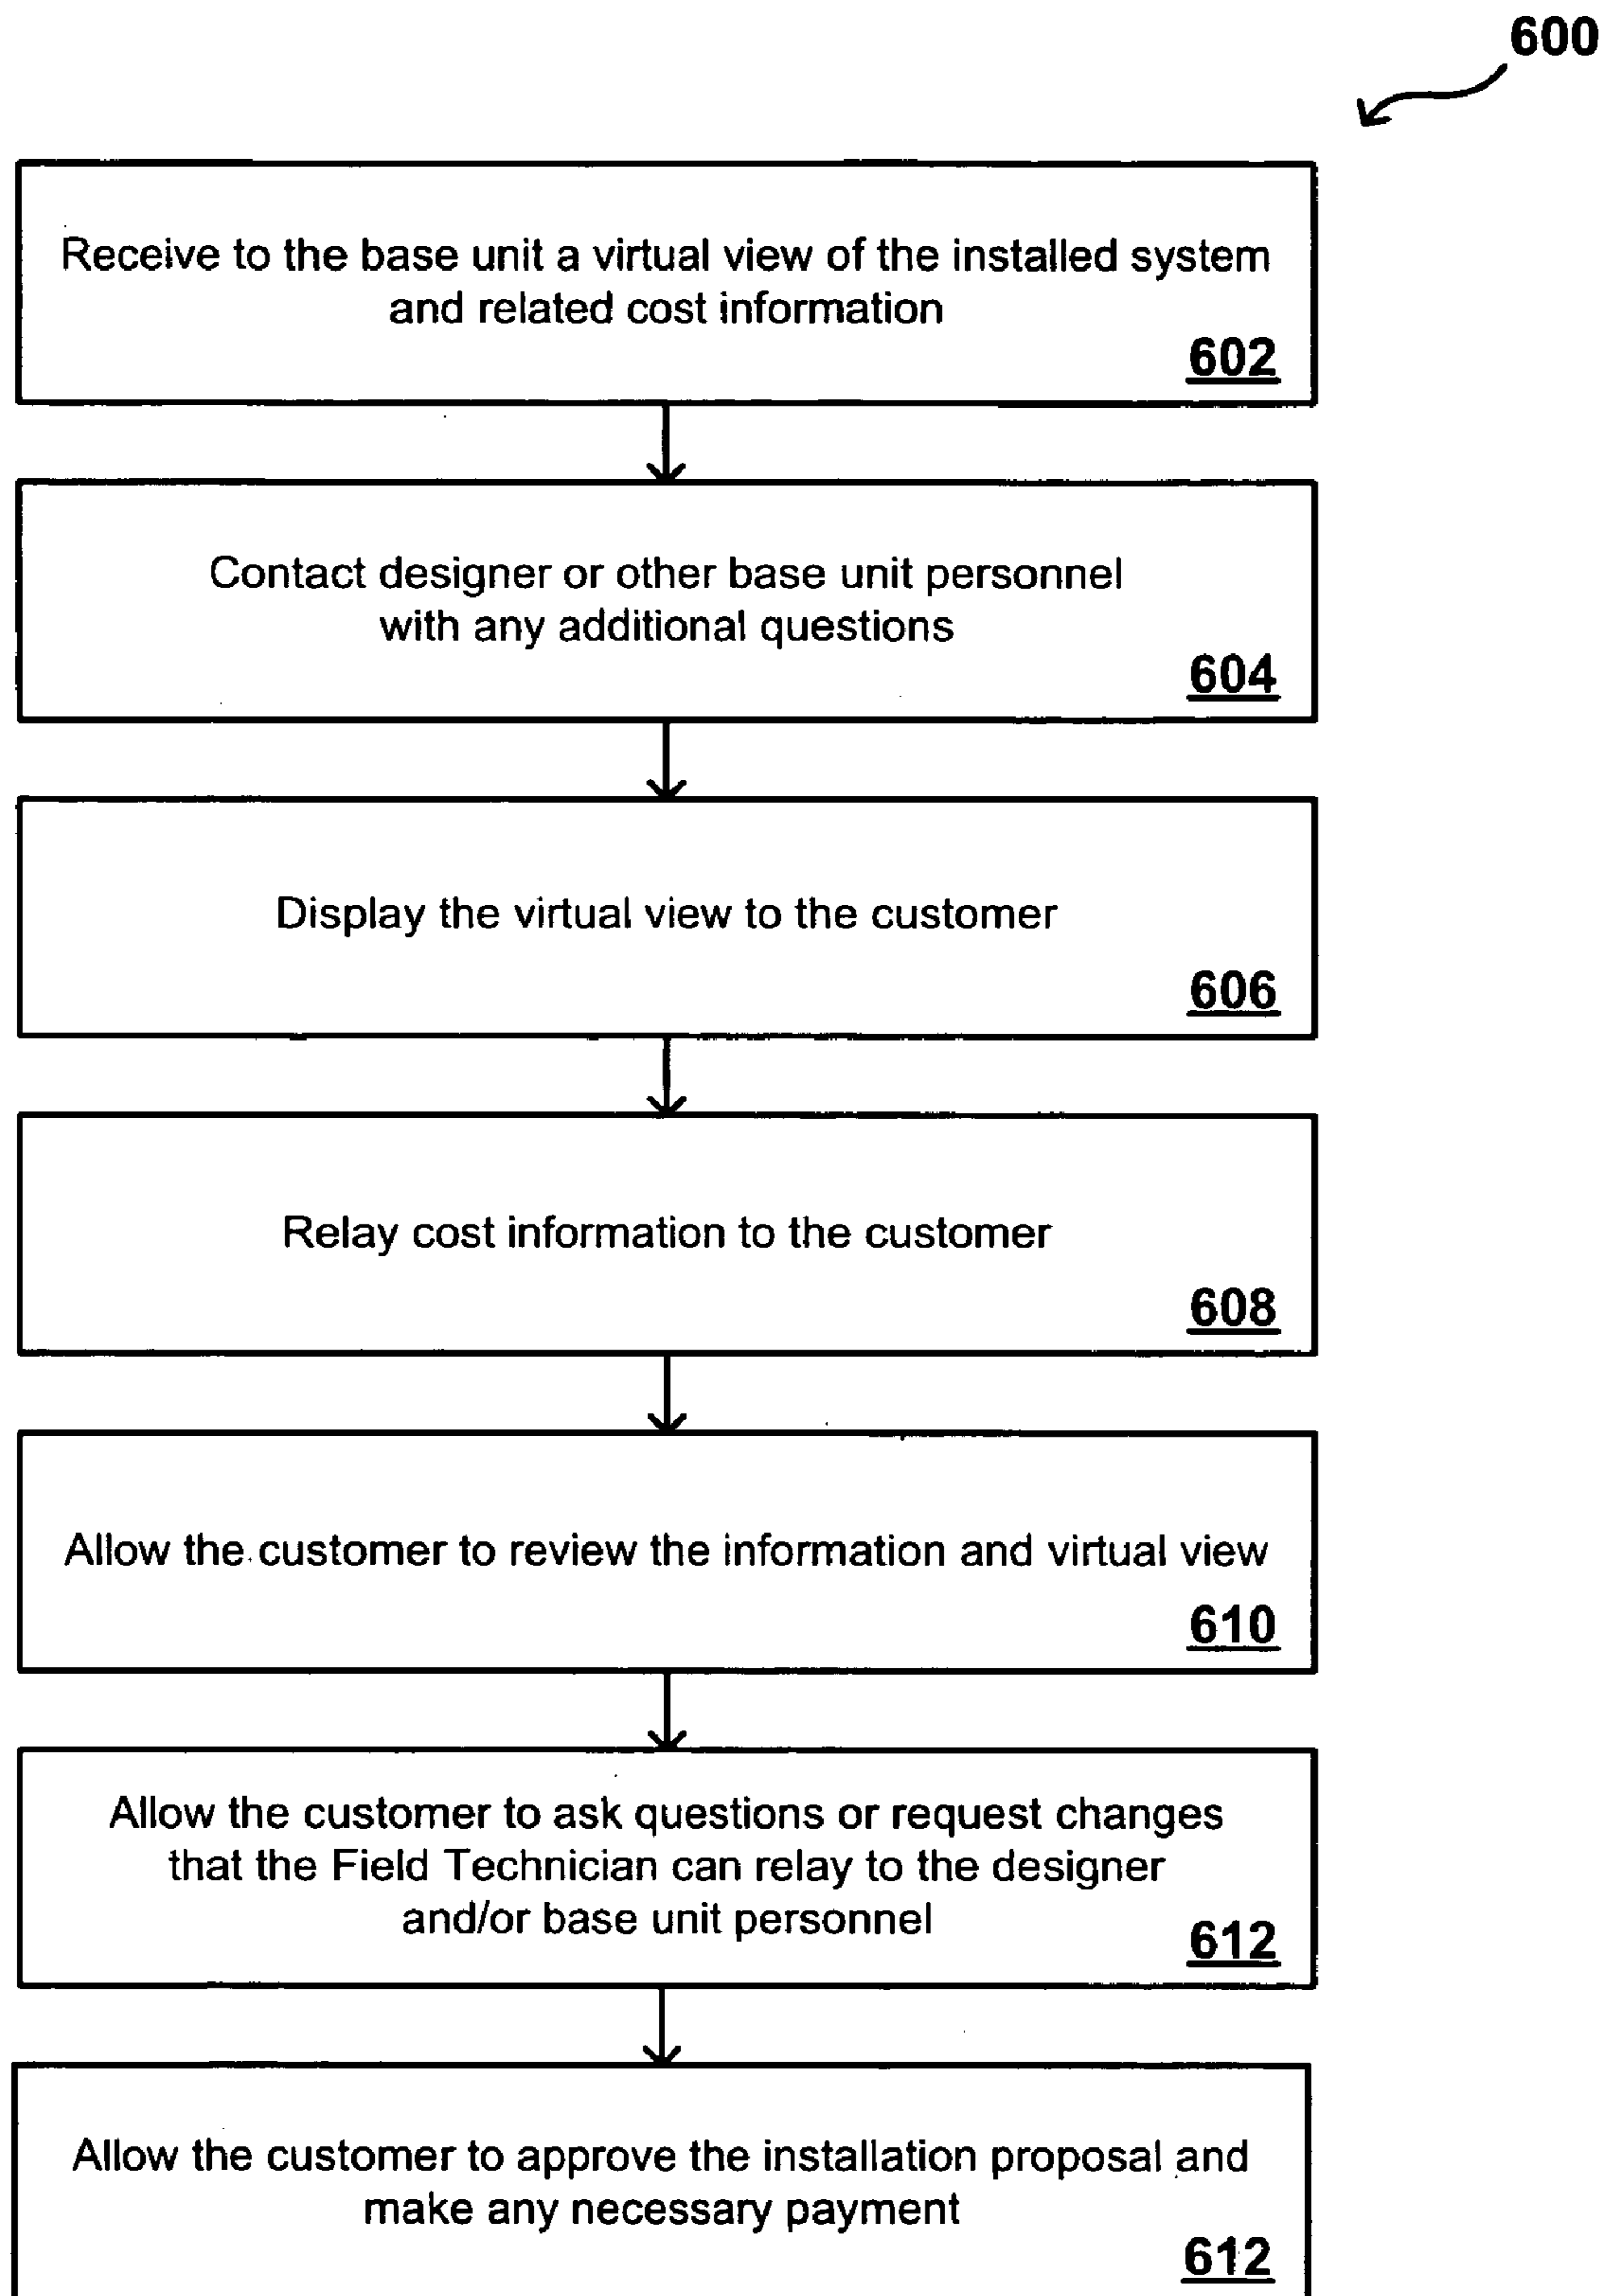 600
Receive to the base unit a virtual view of the installed system
and related cost information
602
Contact designer or other base unit personnel
with any additional questions
604
Display the virtual view to the customer
606
Relay cost information to the customer
608
Allow the customer to review the information and virtual view
610
Allow the customer to ask questions or request changes
that the Field Technician can relay to the designer
and/or base unit personnel
612
Allow the customer to approve the installation proposal and
make any necessary payment
612